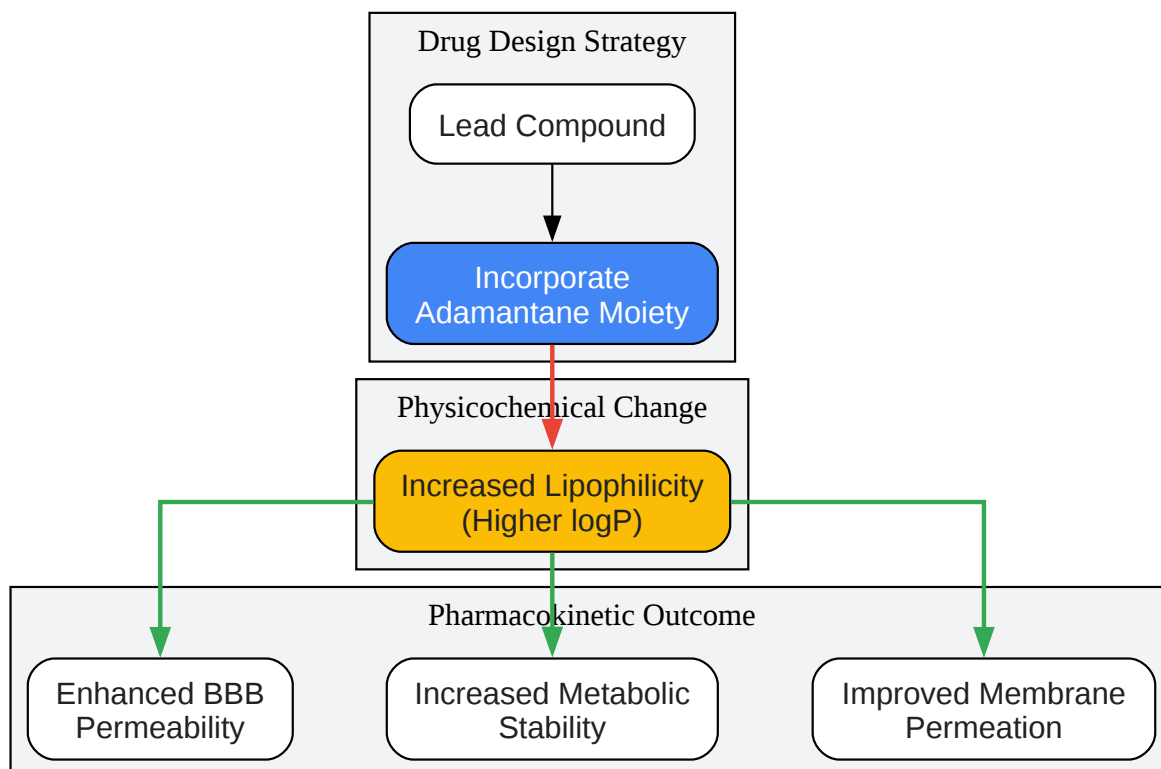 Drug Design Strategy
Lead Compound
Incorporate
Adamantane Moiety
Physicochemical Change
Increased Lipophilicity
(Higher logP)
Pharmacokinetic Outcome
Enhanced BBB
Permeability
Increased Metabolic
Stability
Improved Membrane
Permeation